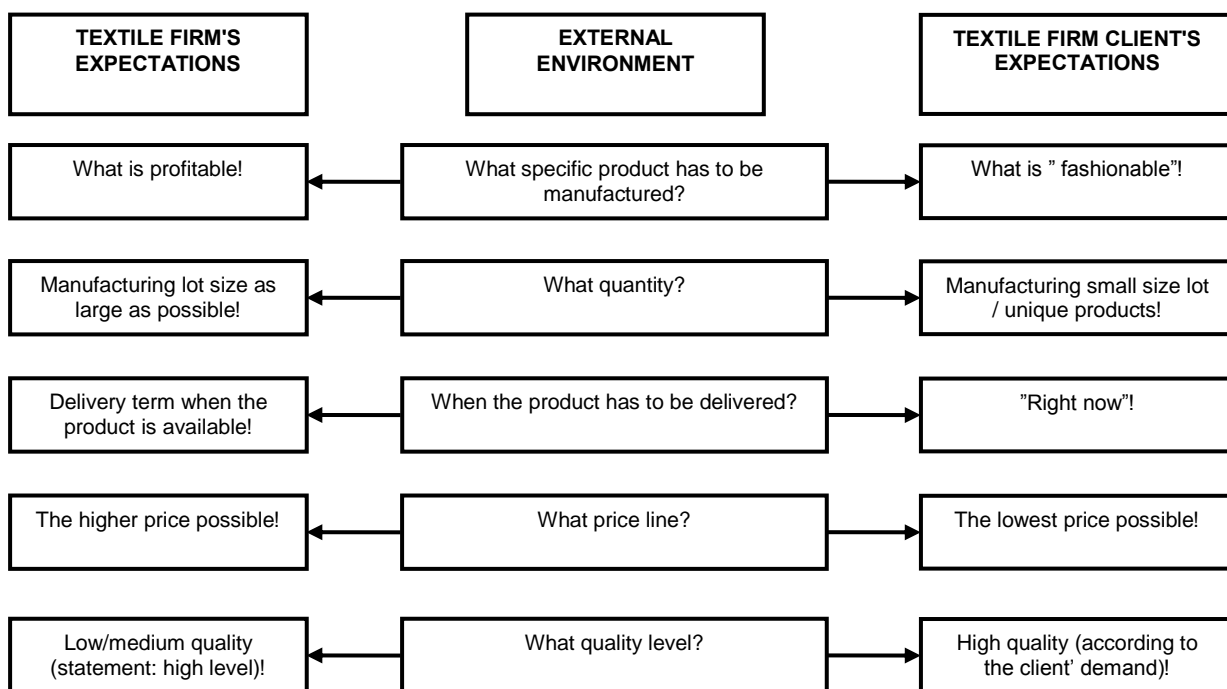 TEXTILE FIRM'S
EXPECTATIONS
EXTERNAL
ENVIRONMENT
TEXTILE FIRM CLIENT'S
EXPECTATIONS
What is profitable!
What specific product has to be
manufactured?
What is ” fashionable”!
Manufacturing lot size as
large as possible!
What quantity?
Manufacturing small size lot
/ unique products!
Delivery term when the
product is available!
When the product has to be delivered?
”Right now”!
The higher price possible!
What price line?
The lowest price possible!
Low/medium quality
(statement: high level)!
What quality level?
High quality (according to
the client’ demand)!